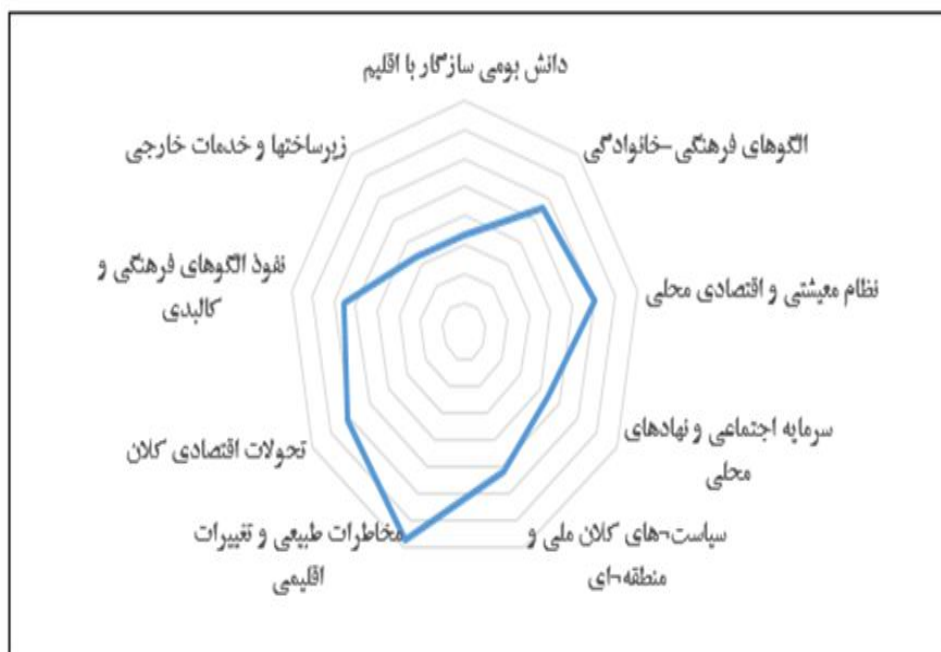 دانش بومی سازگار با اقلیم
الگوهای فرهنگی-خانوادگی
نظام معیشتی و اقتصادی محلی
سرمایه اجتماعی و نهادهای
محلی
سیاست¬های کلان ملی و
منطقه¬ای
مخاطرات طبیعی و تغییرات
اقلیمی
تحولات اقتصادی کلان
نفوذ الگوهای فرهنگی و
کالبدی
زیرساختها و خدمات خارجی